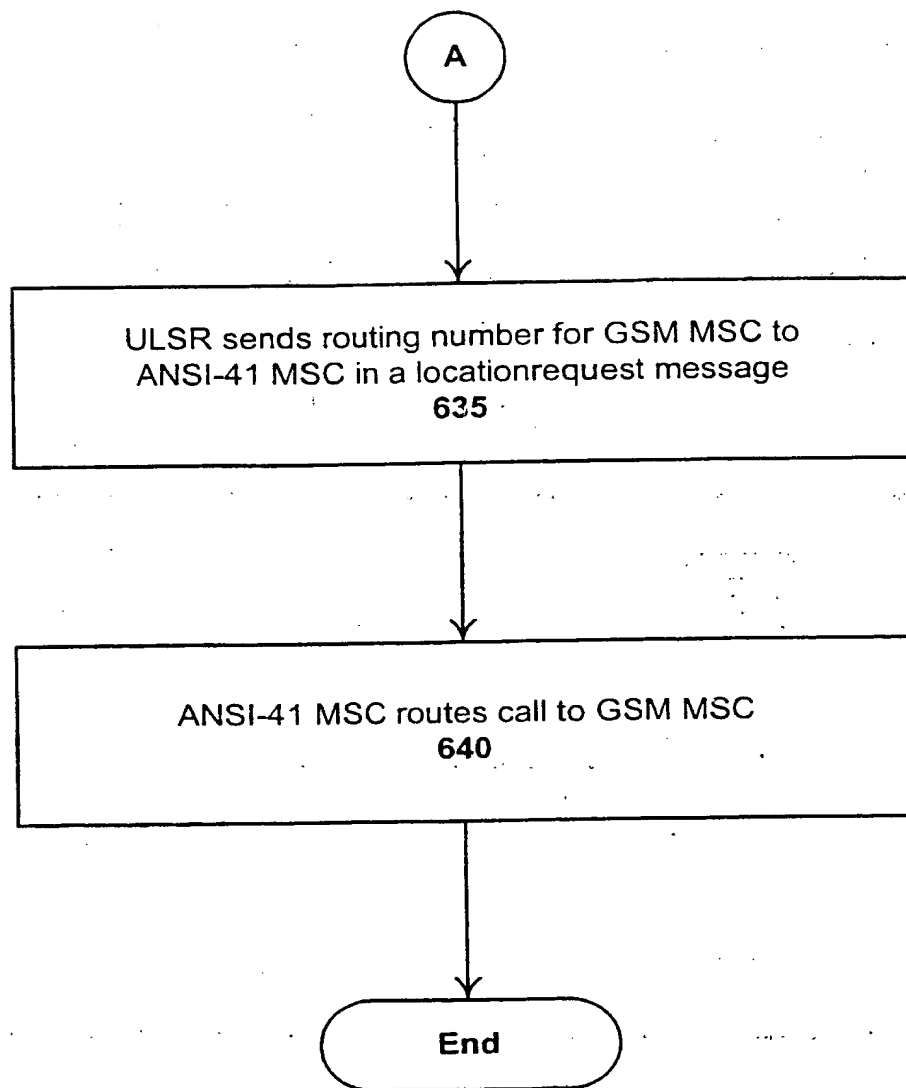 A
ULSR sends routing number for GSM MSC to
ANSI-41 MSC in a locationrequest message
635
ANSI-41 MSC routes call to GSM MSC
640
End